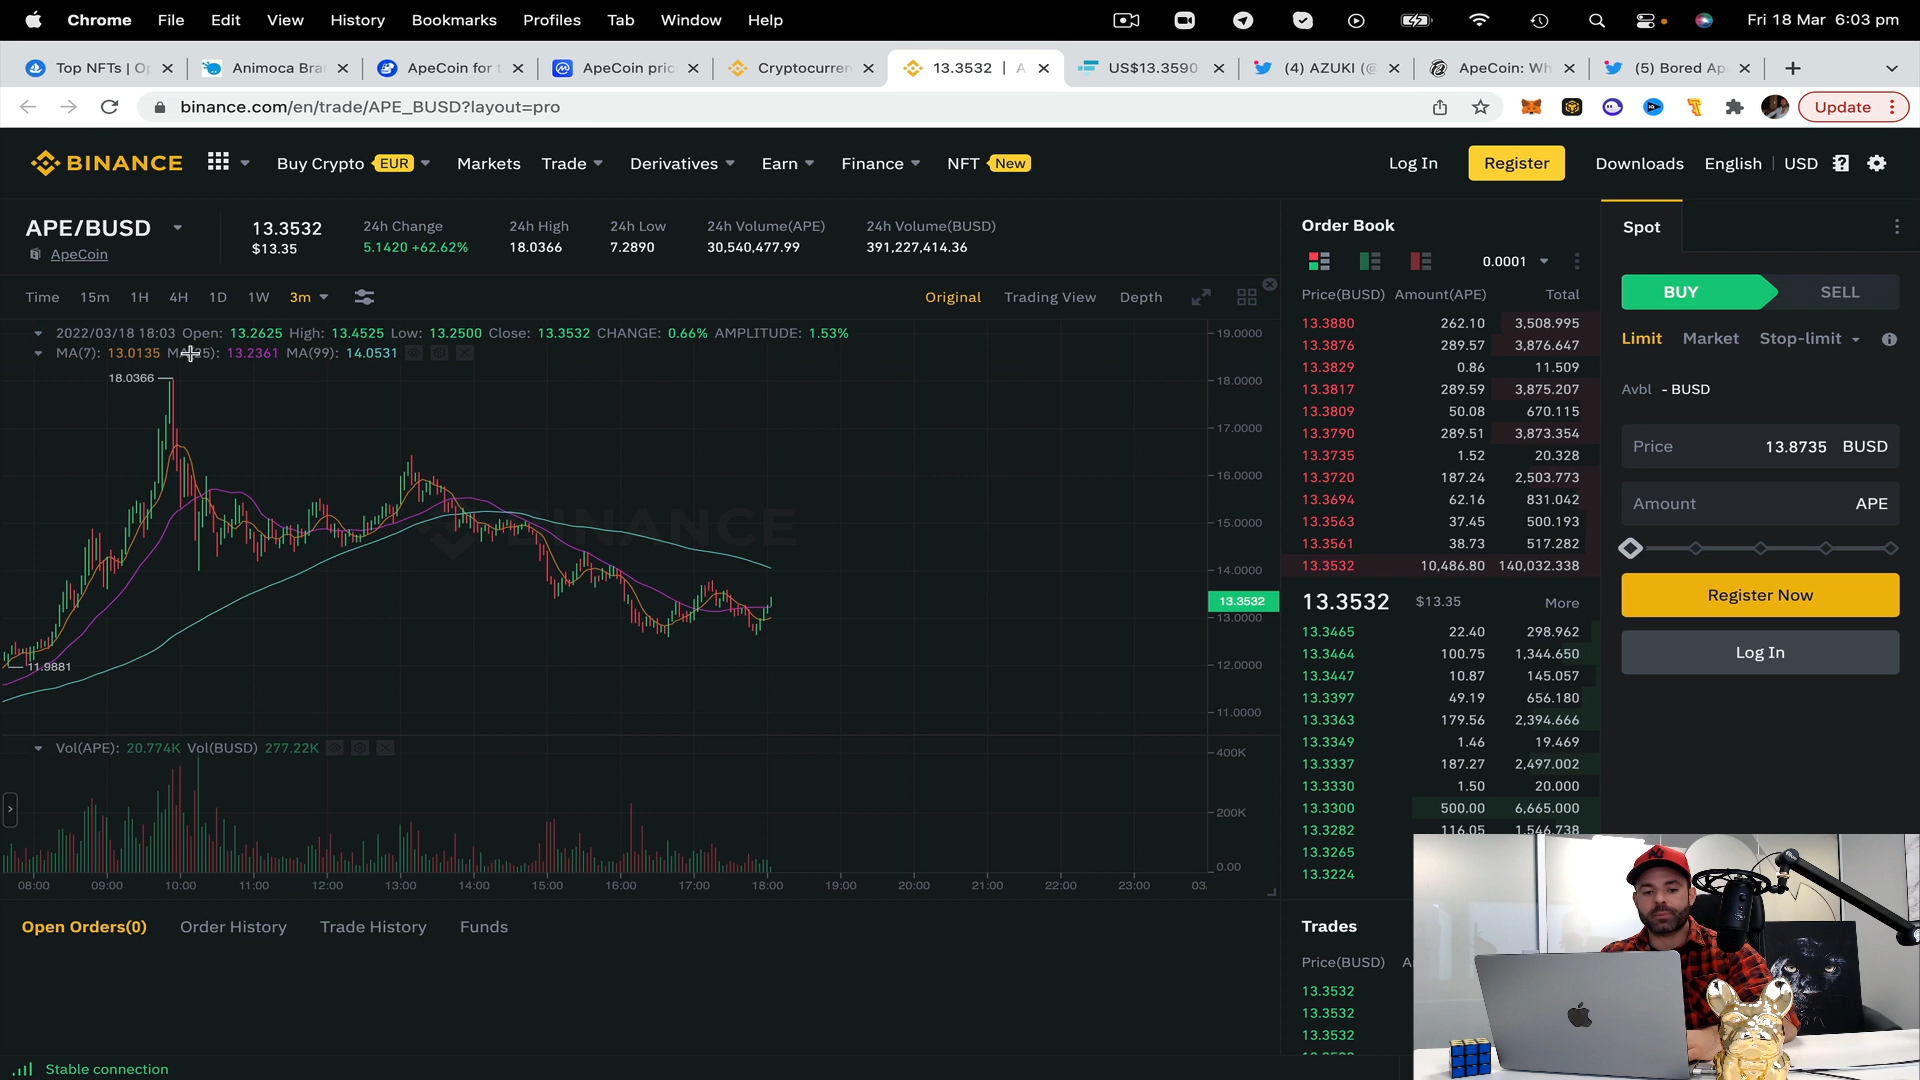 Chrome File Edit View History Bookmarks Profiles Tab Window Help Fri 18 Mar 6:03 pm
Top NFTs | Op Animoca Bra ApeCoin for t ApeCoin pric Cryptocurren 13.3532 | A US$13.3590 (4) AZUKI (@ ApeCoin: Wh (5) Bored Ap
binance.com/en/trade/APE_BUSD?layout=pro Update
BINANCE Buy Crypto EUR Markets Trade Derivatives Earn Finance NFT New Log In Register Downloads English USD
APE/BUSD 13.3532 24h Change 24h High 24h Low 24h Volume(APE) 24h Volume(BUSD)
ApeCoin $13.35 5.1420 +62.62% 18.0366 7.2890 30,540,477.99 391,227,414.36
Time 15m 1H 4H 1D 1W 3m Original Trading View Depth
2022/03/18 18:03 Open: 13.2625 High: 13.4525 Low: 13.2500 Close: 13.3532 CHANGE: 0.66% AMPLITUDE: 1.53%
MA(7): 13.0135 MA(25): 13.2361 MA(99): 14.0531
18.0366
11.9881
BINANCE
19.0000
18.0000
17.0000
16.0000
15.0000
14.0000
13.3532
13.0000
12.0000
11.0000
Vol(APE): 20.774K Vol(BUSD) 277.22K
400K
200K
0.00
08:00 09:00 10:00 11:00 12:00 13:00 14:00 15:00 16:00 17:00 18:00 19:00 20:00 21:00 22:00 23:00 03.
Open Orders(0) Order History Trade History Funds
Stable connection
Order Book
0.0001
Price(BUSD) Amount(APE) Total
13.3880 262.10 3,508.995
13.3876 289.57 3,876.647
13.3829 0.86 11.509
13.3817 289.59 3,875.207
13.3809 50.08 670.115
13.3790 289.51 3,873.354
13.3735 1.52 20.328
13.3720 187.24 2,503.773
13.3694 62.16 831.042
13.3563 37.45 500.193
13.3561 38.73 517.282
13.3532 10,486.80 140,032.338
13.3532 $13.35 More
13.3465 22.40 298.962
13.3464 100.75 1,344.650
13.3447 10.87 145.057
13.3397 49.19 656.180
13.3363 179.56 2,394.666
13.3349 1.46 19.469
13.3337 187.27 2,497.002
13.3330 1.50 20.000
13.3300 500.00 6,665.000
13.3282 116.05 1,546.738
13.3265
13.3224
Trades
Price(BUSD) A
13.3532
13.3532
13.3532
Spot
BUY SELL
Limit Market Stop-limit
Avbl - BUSD
Price 13.8735 BUSD
Amount APE
Register Now
Log In